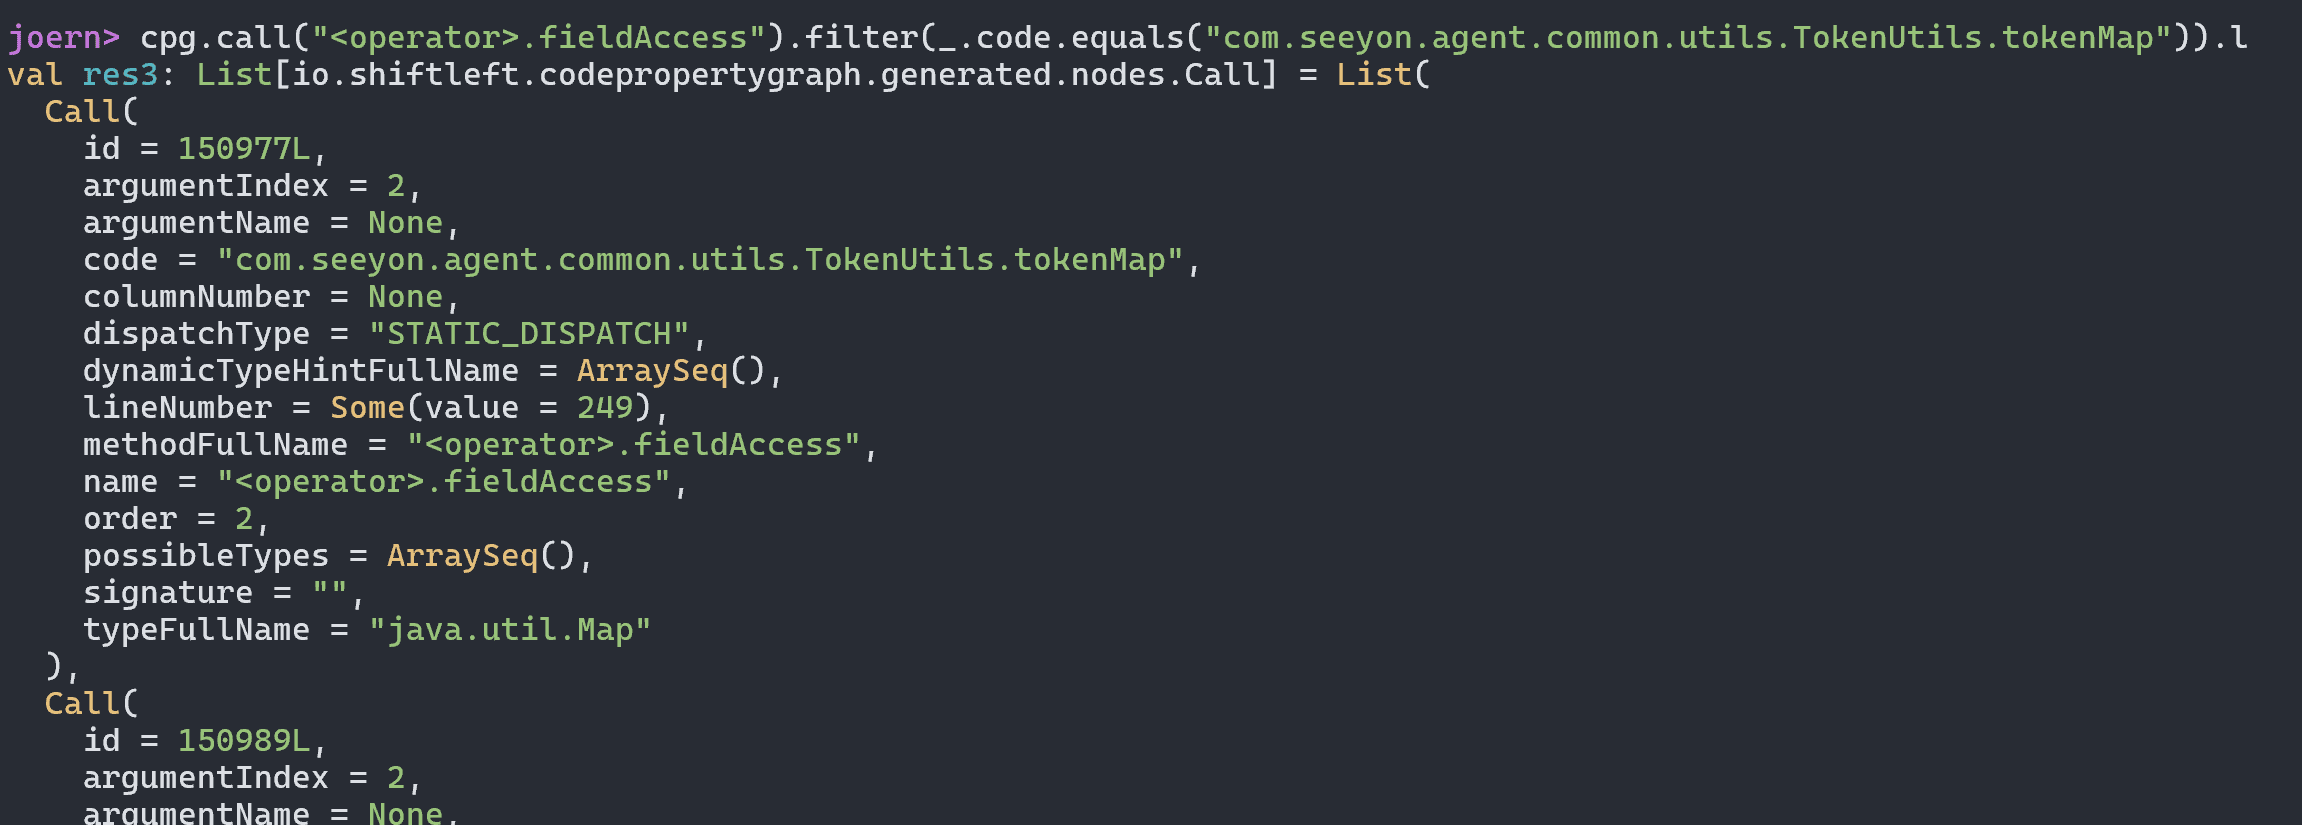 joern> cpg.call("<operator>.fieldAccess").filter(_.code.equals("com.seeyon.agent.common.utils.TokenUtils.tokenMap")).l
val res3: List[io.shiftleft.codepropertygraph.generated.nodes.Call] = List(
  Call(
    id = 150977L,
    argumentIndex = 2,
    argumentName = None,
    code = "com.seeyon.agent.common.utils.TokenUtils.tokenMap",
    columnNumber = None,
    dispatchType = "STATIC_DISPATCH",
    dynamicTypeHintFullName = ArraySeq(),
    lineNumber = Some(value = 249),
    methodFullName = "<operator>.fieldAccess",
    name = "<operator>.fieldAccess",
    order = 2,
    possibleTypes = ArraySeq(),
    signature = "",
    typeFullName = "java.util.Map"
  ),
  Call(
    id = 150989L,
    argumentIndex = 2,
    argumentName = None,